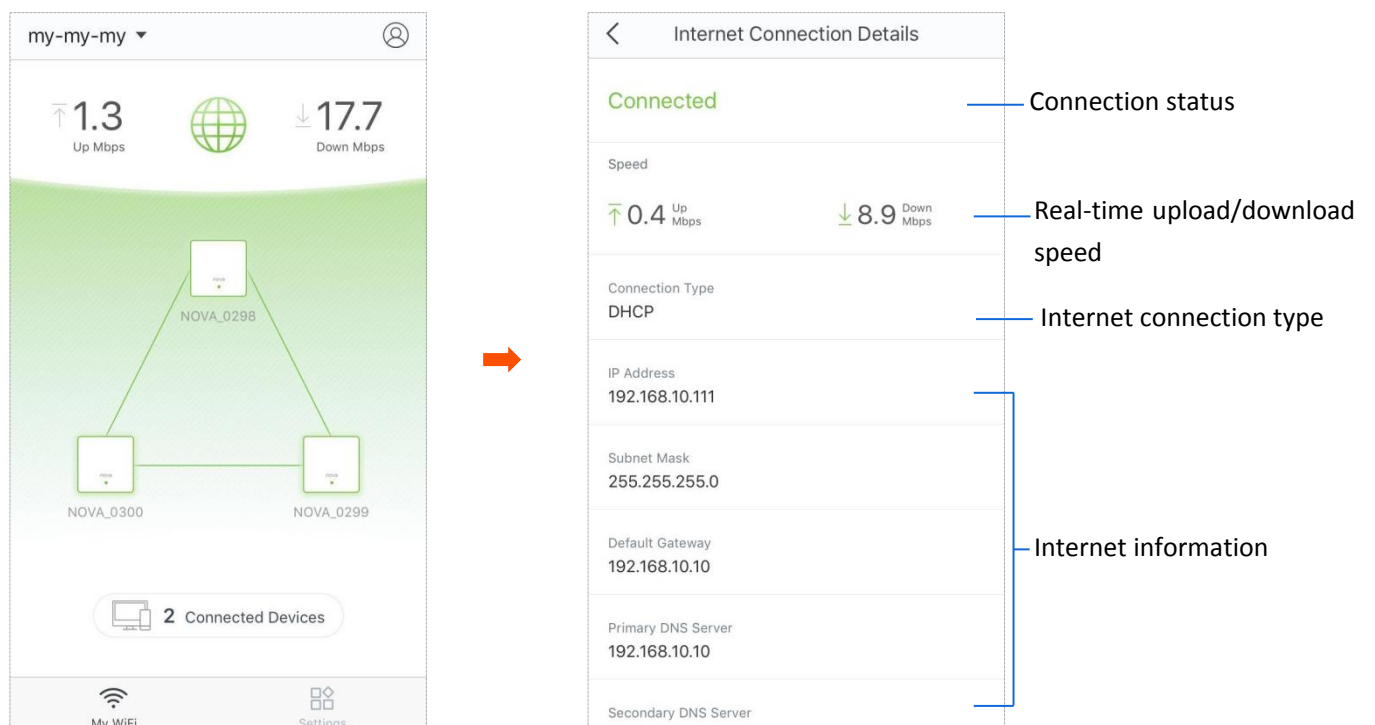 my-my-my
1.3
Up Mbps
17.7
Down Mbps
nova
NOVA_0298
nova
NOVA_0300
nova
NOVA_0299
2 Connected Devices
My WiFi
Settings
Internet Connection Details
Connected
Speed
0.4 Up Mbps
8.9 Down Mbps
Connection Type
DHCP
IP Address
192.168.10.111
Subnet Mask
255.255.255.0
Default Gateway
192.168.10.10
Primary DNS Server
192.168.10.10
Secondary DNS Server
Connection status
Real-time upload/download
speed
Internet connection type
Internet information